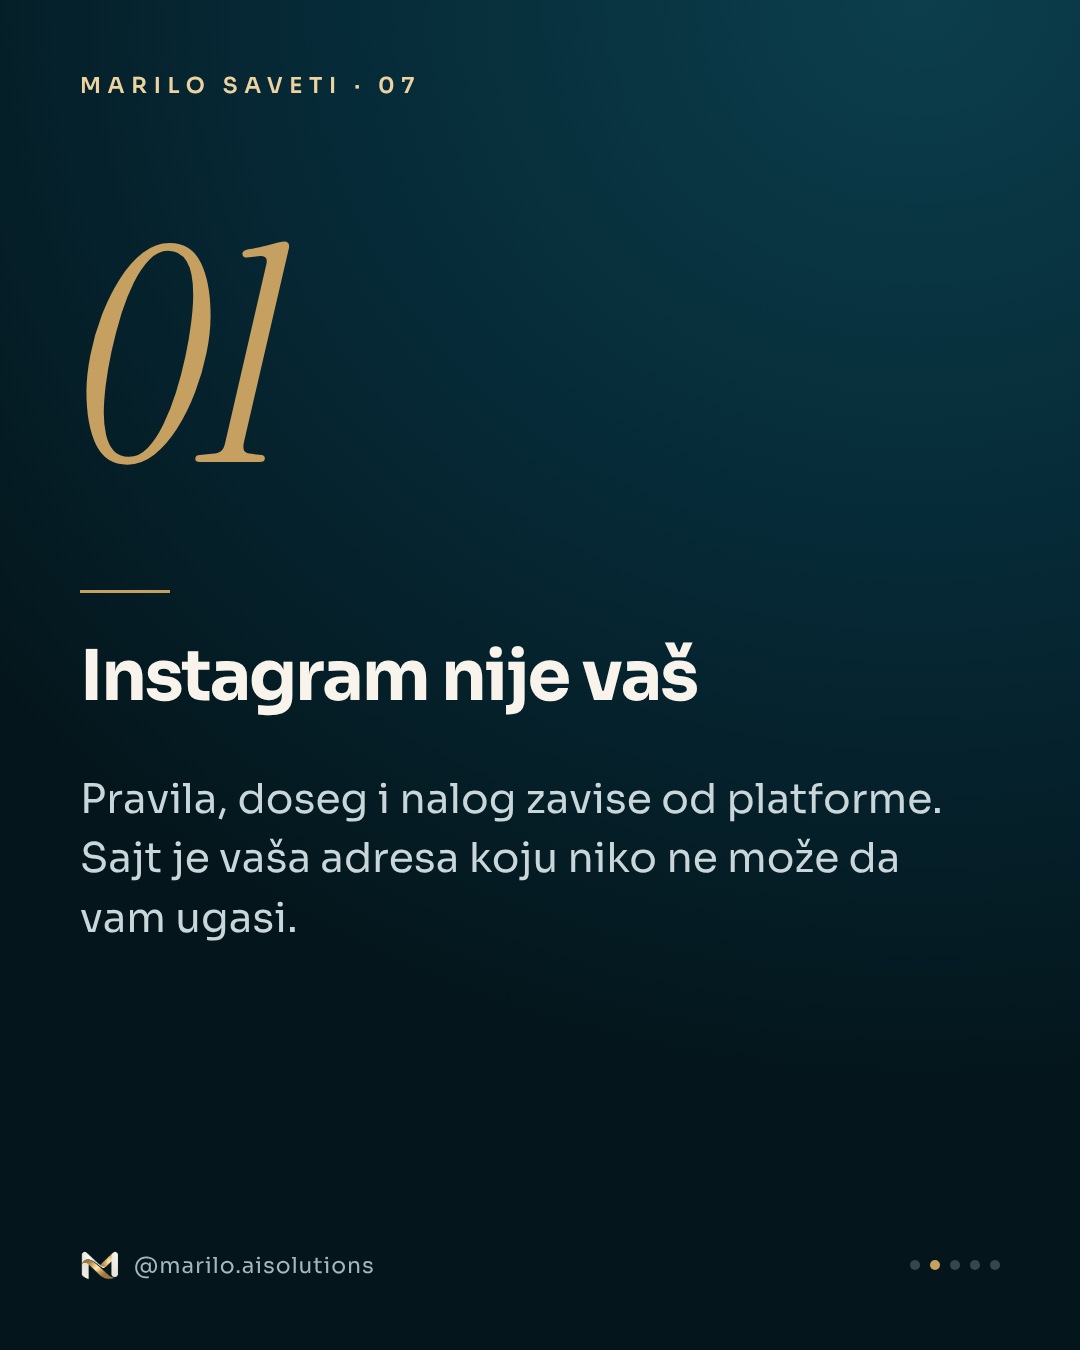 MARILO SAVETI · 07
01
Instagram nije vaš
Pravila, doseg i nalog zavise od platforme.
Sajt je vaša adresa koju niko ne može da
vam ugasi.
@marilo.aisolutions